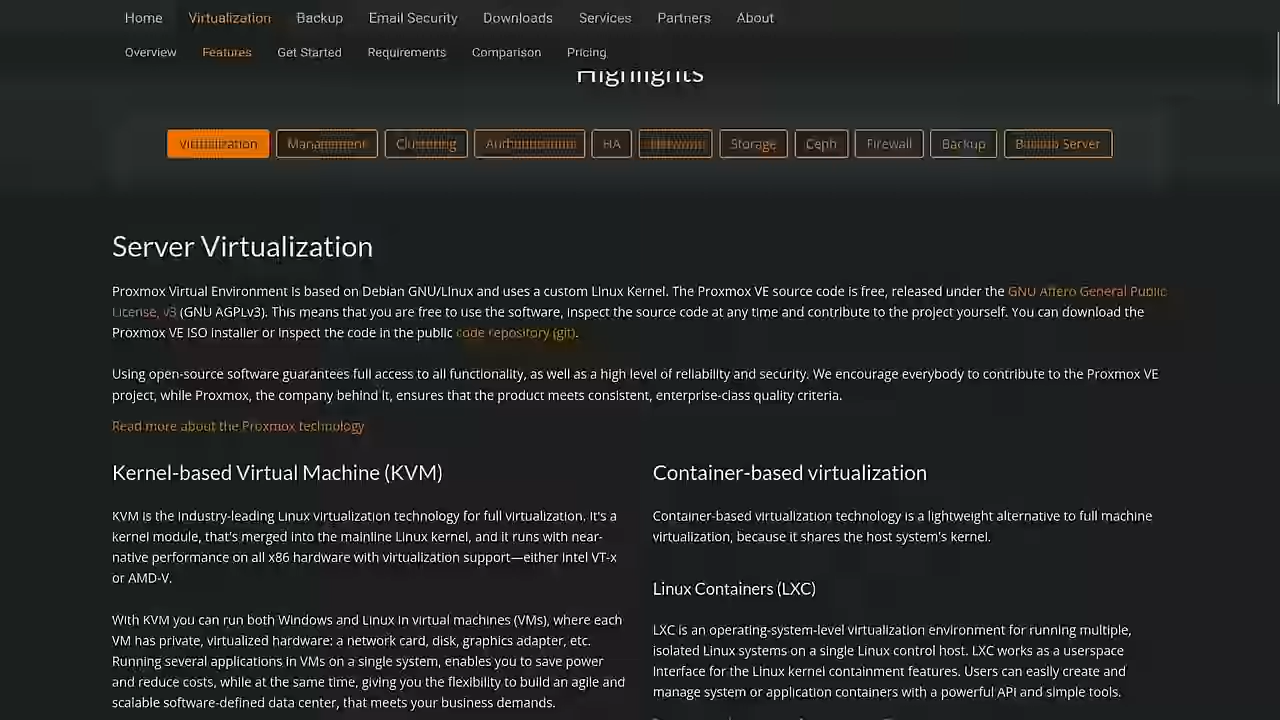 Home Virtualization Backup Email Security Downloads Services Partners About
Overview Features Get Started Requirements Comparison Pricing
Highlights
Virtualization Management Clustering Authentication HA Network Storage Ceph Firewall Backup Backup Server
Server Virtualization
Proxmox Virtual Environment is based on Debian GNU/Linux and uses a custom Linux Kernel. The Proxmox VE source code is free, released under the GNU Affero General Public
License, v3 (GNU AGPLv3). This means that you are free to use the software, inspect the source code at any time and contribute to the project yourself. You can download the
Proxmox VE ISO installer or inspect the code in the public code repository (git).
Using open-source software guarantees full access to all functionality, as well as a high level of reliability and security. We encourage everybody to contribute to the Proxmox VE
project, while Proxmox, the company behind it, ensures that the product meets consistent, enterprise-class quality criteria.
Read more about the Proxmox technology
Kernel-based Virtual Machine (KVM)
KVM is the industry-leading Linux virtualization technology for full virtualization. It's a
kernel module, that's merged into the mainline Linux kernel, and it runs with near-
native performance on all x86 hardware with virtualization support—either Intel VT-x
or AMD-V.
With KVM you can run both Windows and Linux in virtual machines (VMs), where each
VM has private, virtualized hardware: a network card, disk, graphics adapter, etc.
Running several applications in VMs on a single system, enables you to save power
and reduce costs, while at the same time, giving you the flexibility to build an agile and
scalable software-defined data center, that meets your business demands.
Container-based virtualization
Container-based virtualization technology is a lightweight alternative to full machine
virtualization, because it shares the host system's kernel.
Linux Containers (LXC)
LXC is an operating-system-level virtualization environment for running multiple,
isolated Linux systems on a single Linux control host. LXC works as a userspace
interface for the Linux kernel containment features. Users can easily create and
manage system or application containers with a powerful API and simple tools.